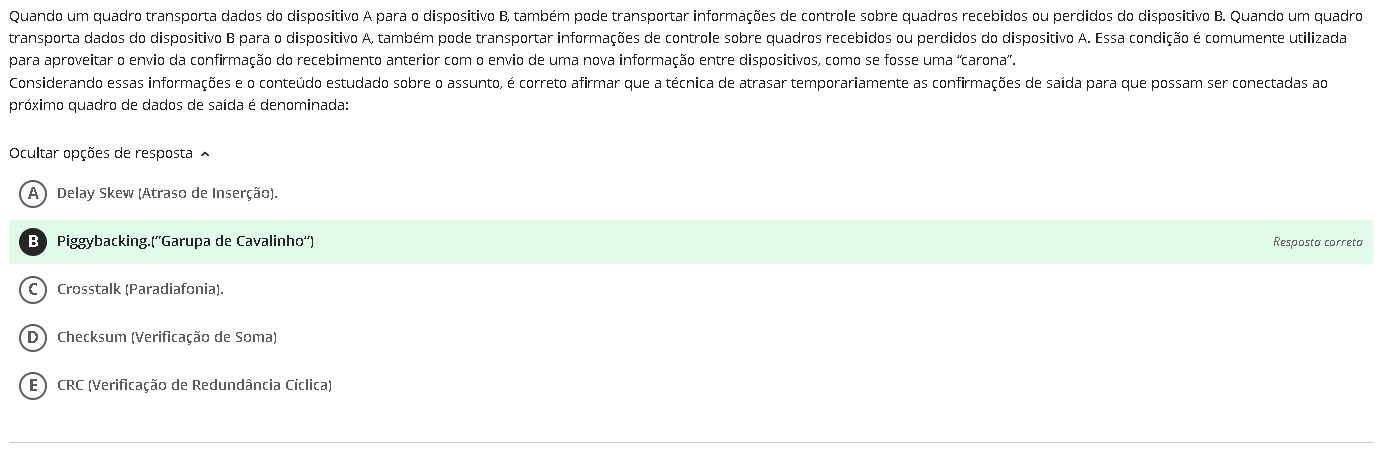 Quando um quadro transporta dados do dispositivo A para o dispositivo B, também pode transportar informações de controle sobre quadros recebidos ou perdidos do dispositivo B. Quando um quadro
transporta dados do dispositivo B para o dispositivo A, também pode transportar informações de controle sobre quadros recebidos ou perdidos do dispositivo A. Essa condição é comumente utilizada
para aproveitar o envio da confirmação do recebimento anterior com o envio de uma nova informação entre dispositivos, como se fosse uma “carona”.
Considerando essas informações e o conteúdo estudado sobre o assunto, é correto afirmar que a técnica de atrasar temporariamente as confirmações de saída para que possam ser conectadas ao
próximo quadro de dados de saída é denominada:
Ocultar opções de resposta
A Delay Skew (Atraso de Inserção).
B Piggybacking.(“Garupa de Cavalinho”) Resposta correta
C Crosstalk (Paradiafonia).
D Checksum (Verificação de Soma)
E CRC (Verificação de Redundância Cíclica)